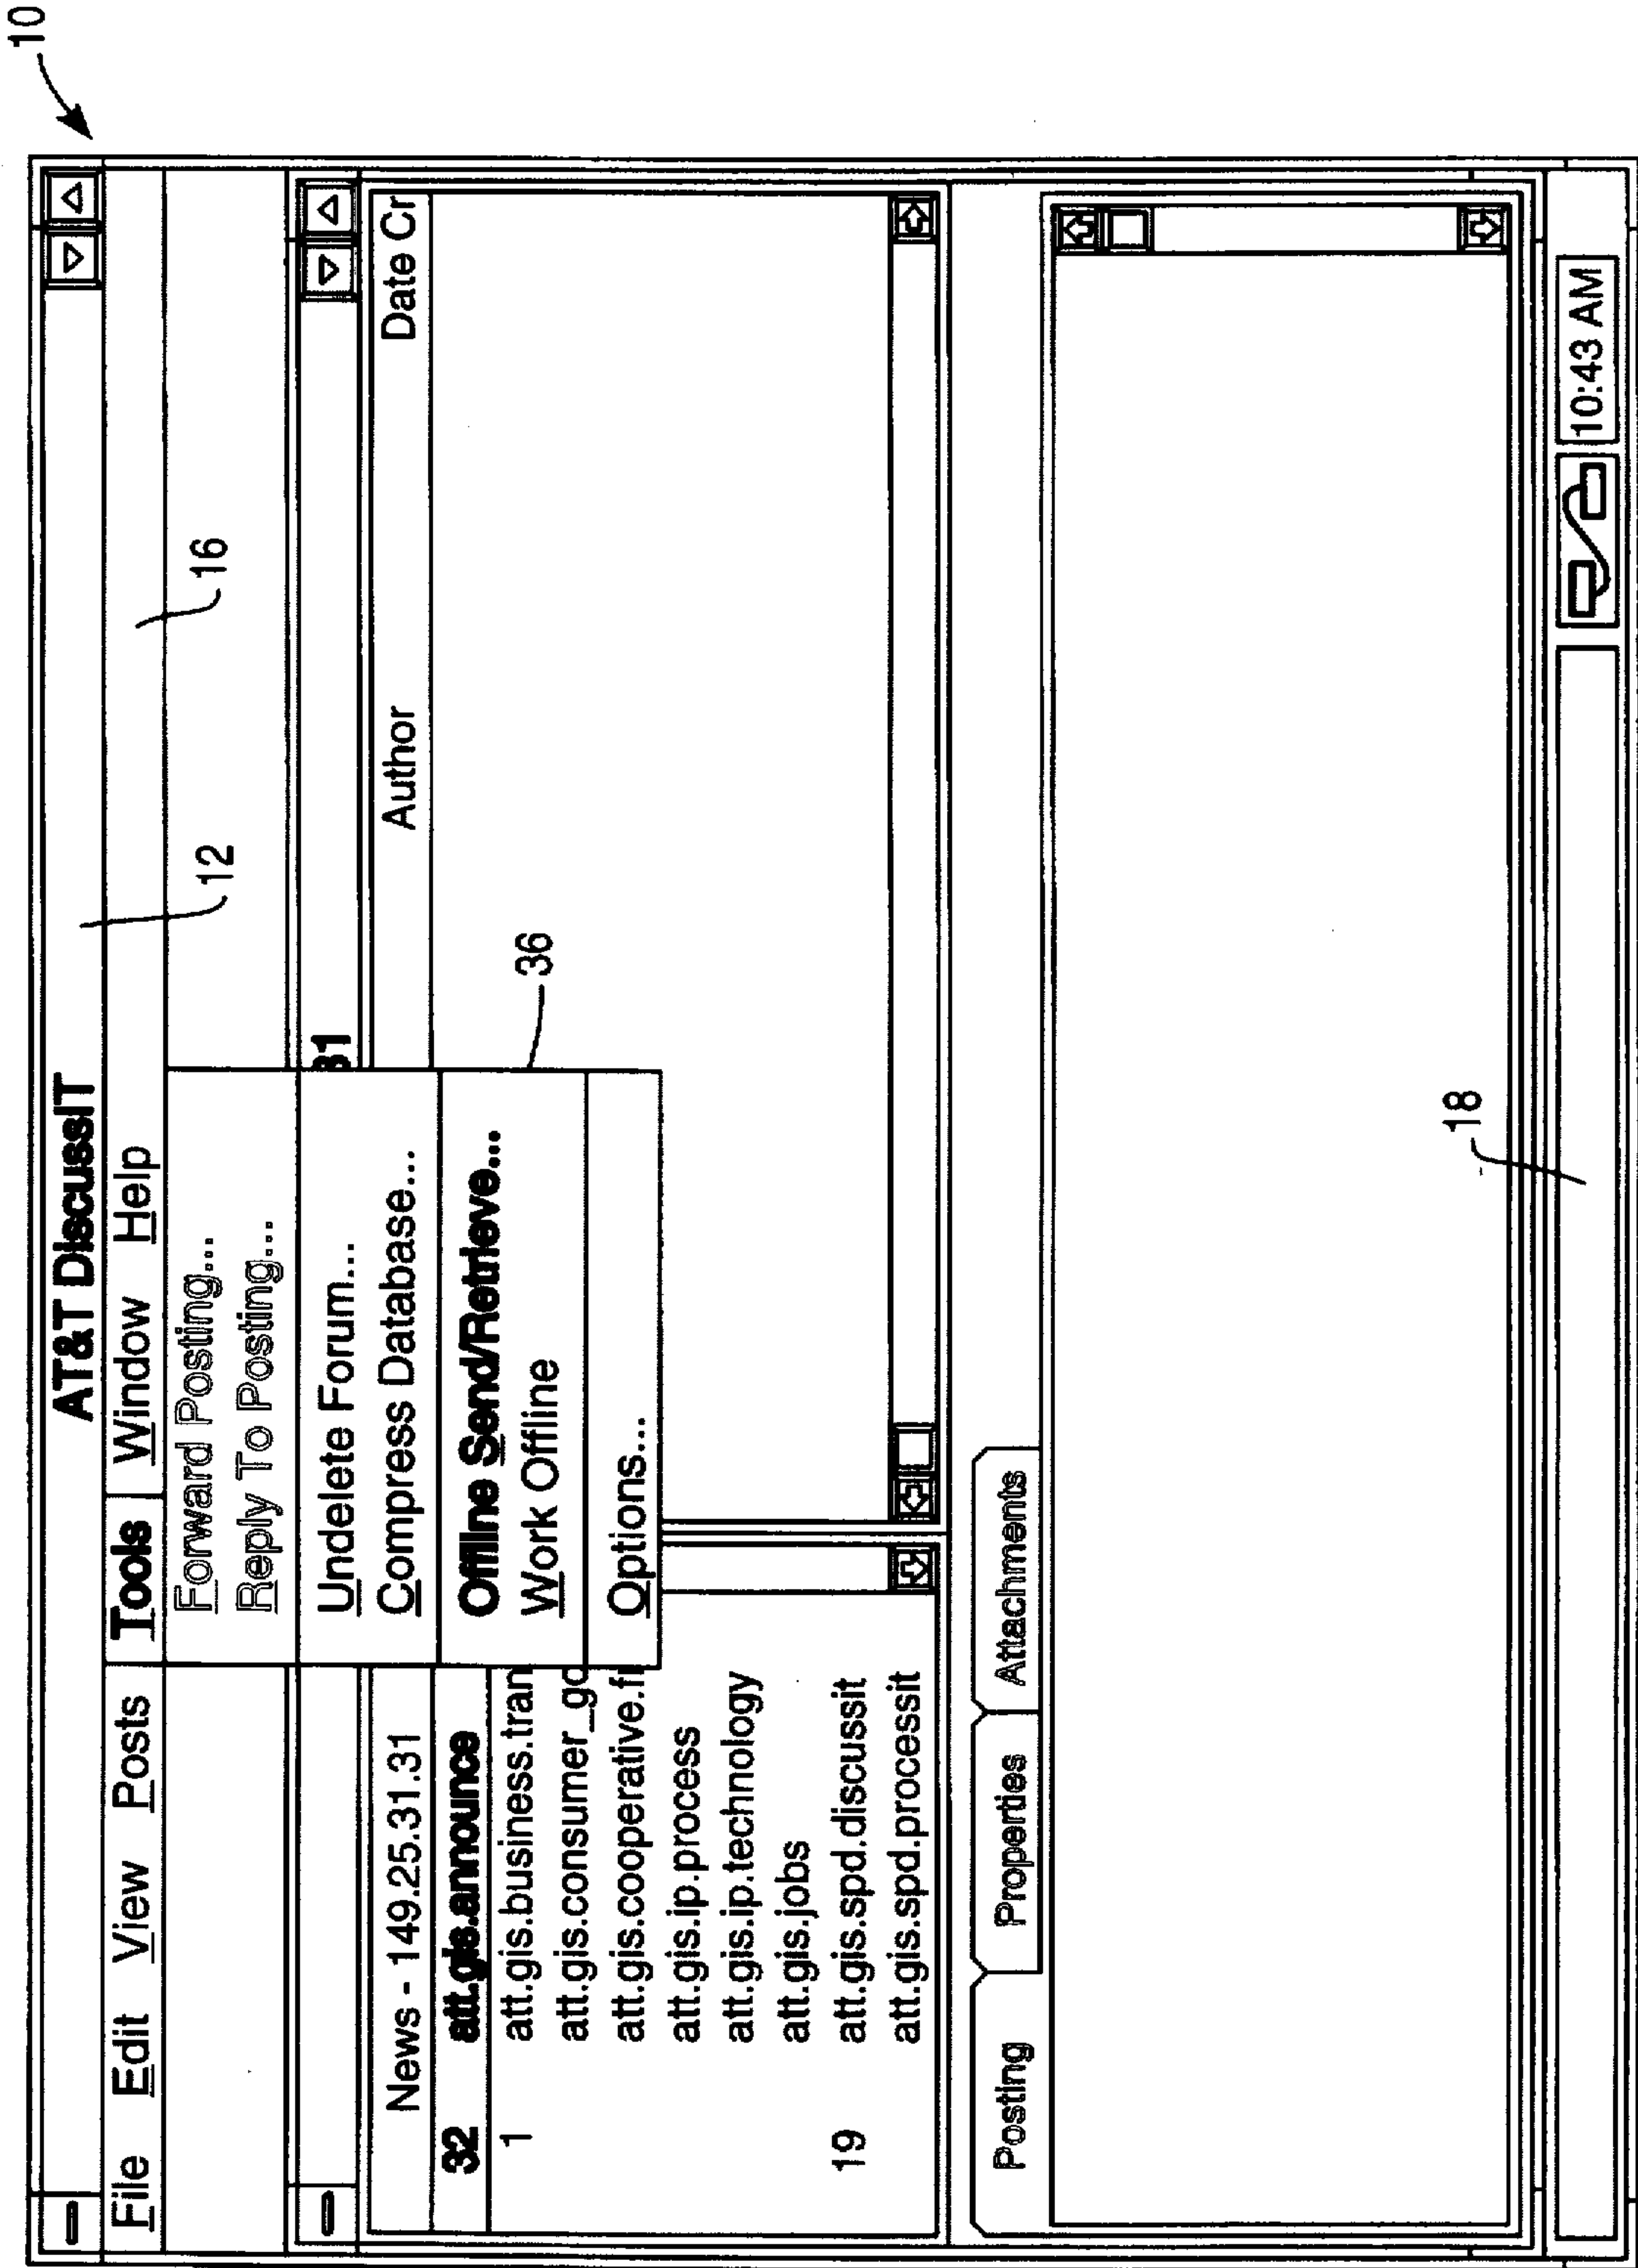 10
AT&T DiscussIT
File Edit View Posts Tools Window Help
12
16
Forward Posting...
Reply To Posting...
Undelete Forum...
Compress Database...
Offline Send/Retrieve...
Work Offline
Options...
36
31
News - 149.25.31.31
Author
Date Cr
32 att.gis.announce
1 att.gis.business.tran
att.gis.consumer_go
att.gis.cooperative.fi
att.gis.ip.process
att.gis.ip.technology
att.gis.jobs
19 att.gis.spd.discussit
att.gis.spd.processit
Posting Properties Attachments
18
10:43 AM